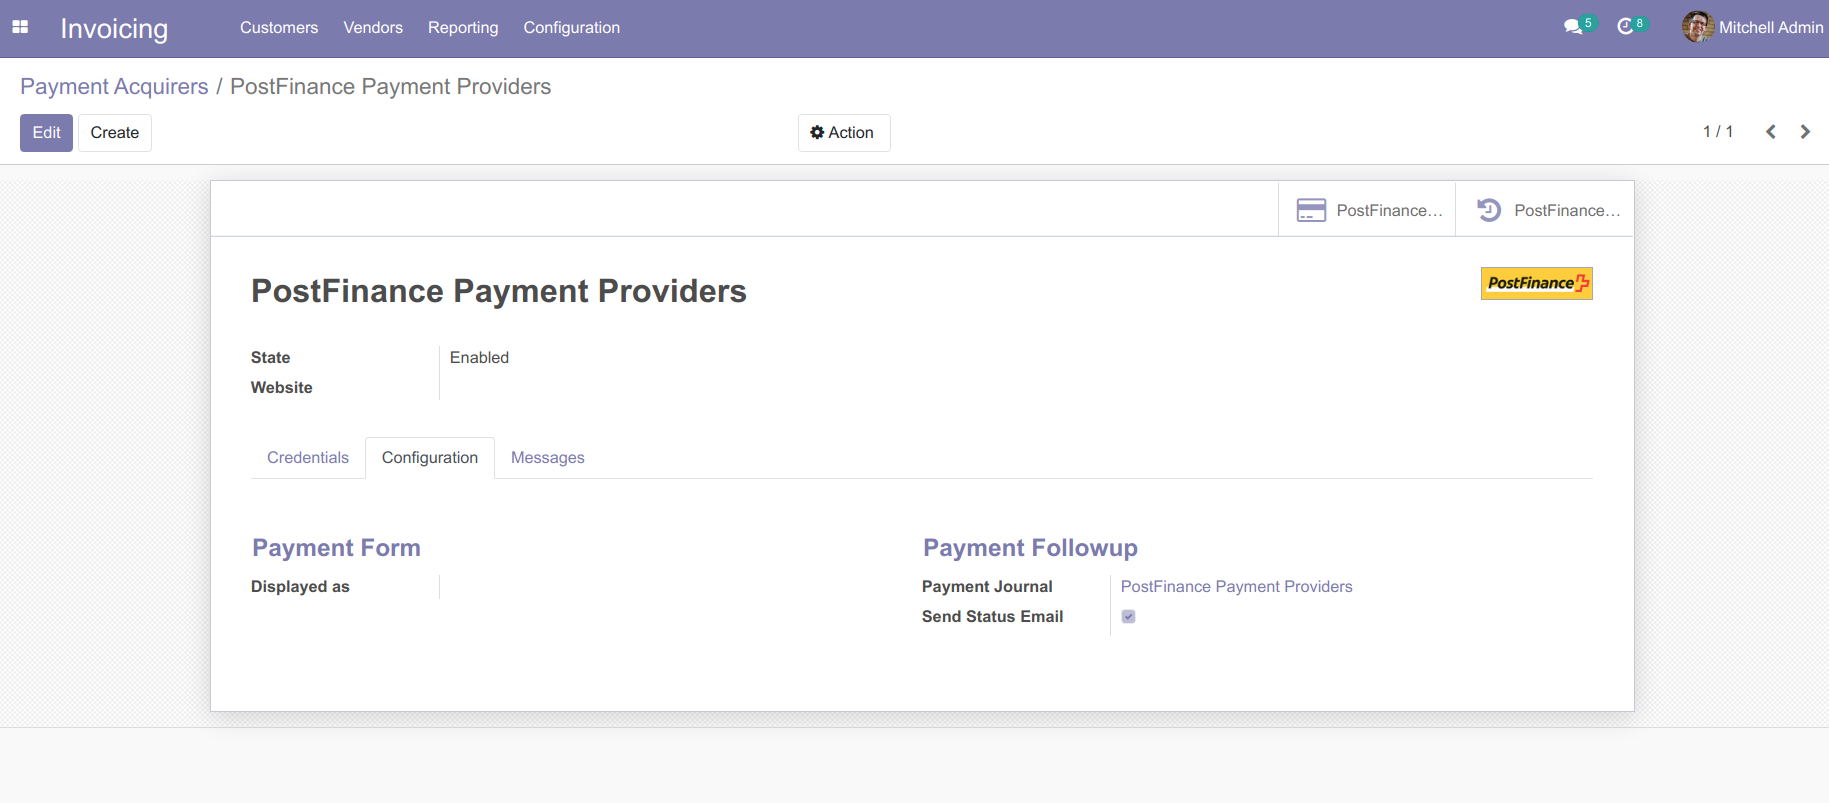 Invoicing Customers Vendors Reporting Configuration 5 8 Mitchell Admin
Payment Acquirers / PostFinance Payment Providers
Edit Create Action 1 / 1
PostFinance... PostFinance...
PostFinance Payment Providers PostFinance
State Enabled
Website
Credentials Configuration Messages
Payment Form Payment Followup
Displayed as Payment Journal PostFinance Payment Providers
Send Status Email